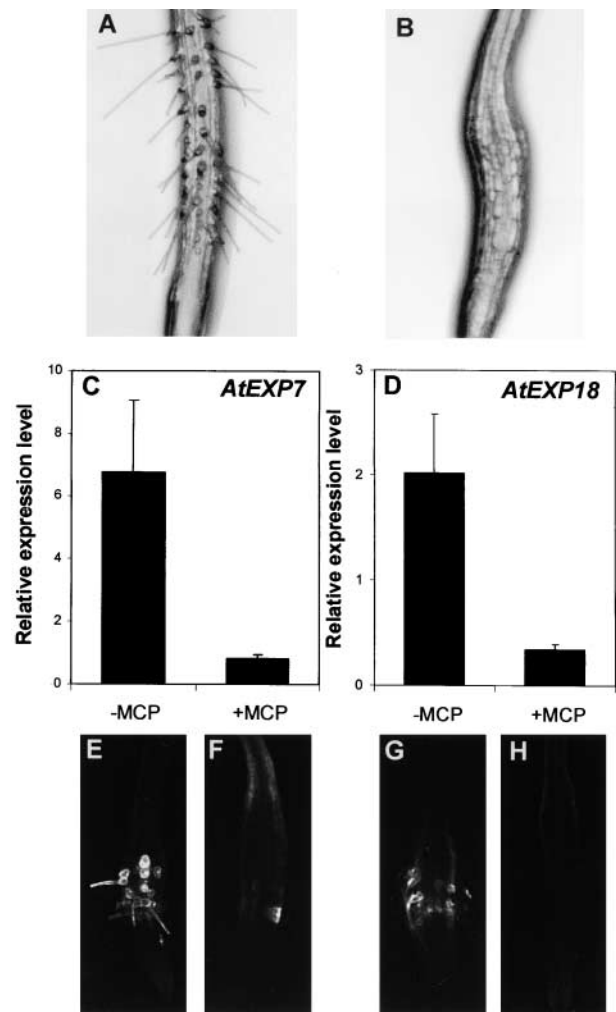 A
B
C
AtEXP7
Relative expression level
10
8
6
4
2
0
-MCP
+MCP
D
AtEXP18
Relative expression level
3
2
1
0
-MCP
+MCP
E
F
G
H